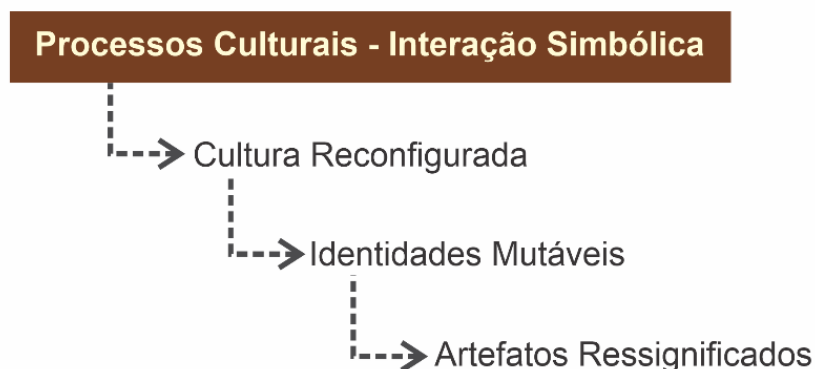 Processos Culturais - Interação Simbólica
Cultura Reconfigurada
Identidades Mutáveis
Artefatos Ressignificados